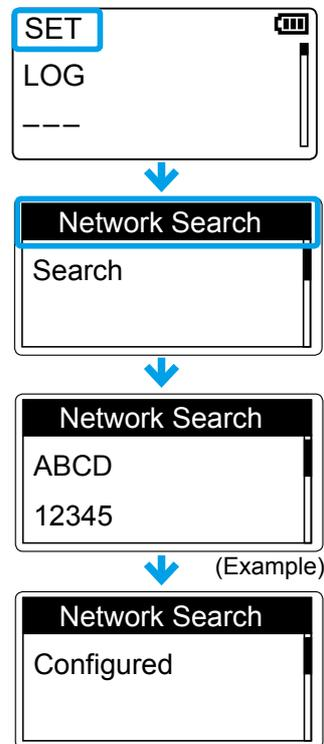 SET
LOG
–––
Network Search
Search
Network Search
ABCD
12345
(Example)
Network Search
Configured